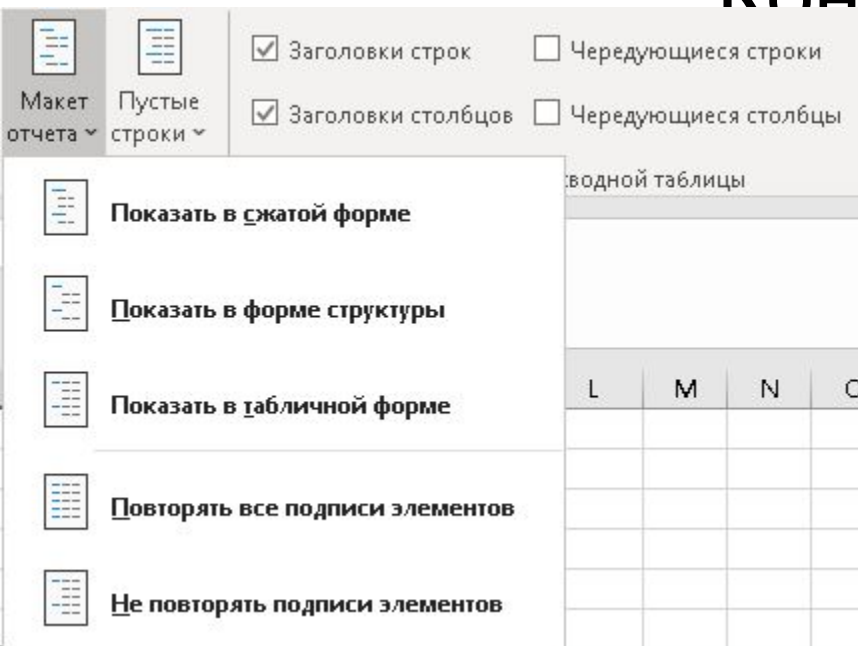 Кон
Макет
отчета
Пустые
строки
Заголовки строк
Чередующиеся строки
Заголовки столбцов
Чередующиеся столбцы
водной таблицы
Показать в сжатой форме
Показать в форме структуры
Показать в табличной форме
Повторять все подписи элементов
Не повторять подписи элементов
L M N